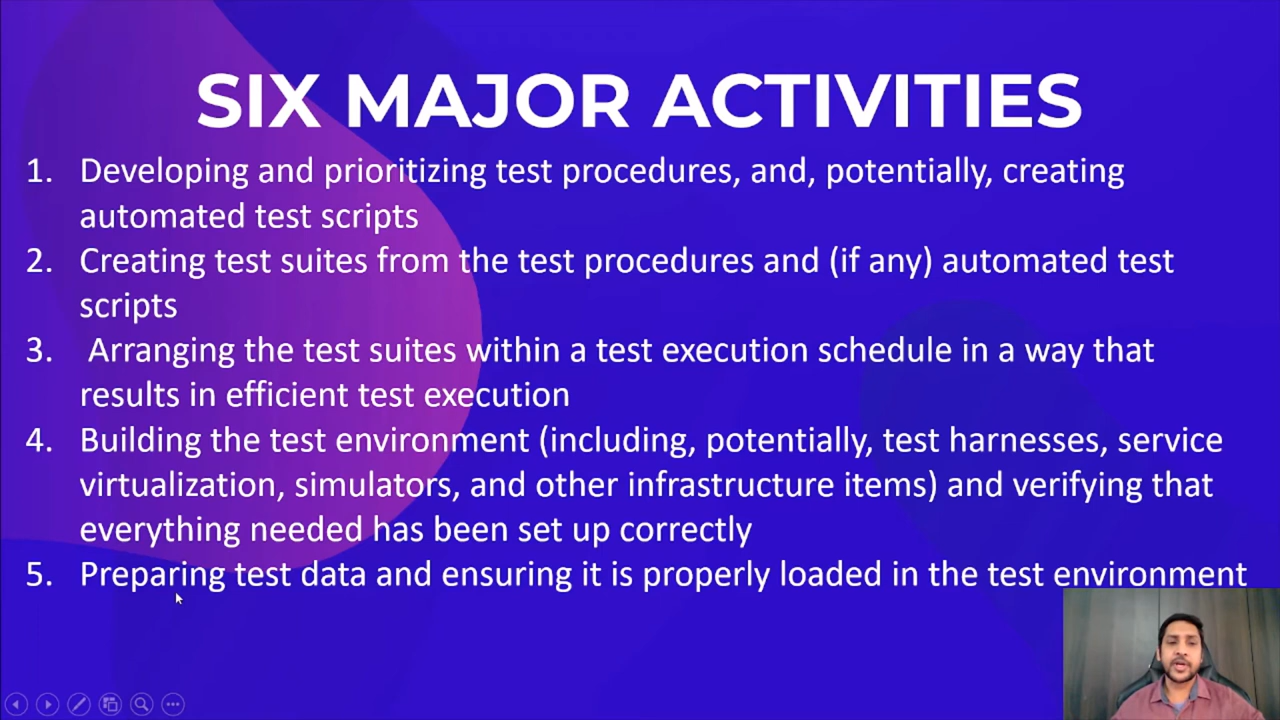 SIX MAJOR ACTIVITIES
1. Developing and prioritizing test procedures, and, potentially, creating
automated test scripts
2. Creating test suites from the test procedures and (if any) automated test
scripts
3. Arranging the test suites within a test execution schedule in a way that
results in efficient test execution
4. Building the test environment (including, potentially, test harnesses, service
virtualization, simulators, and other infrastructure items) and verifying that
everything needed has been set up correctly
5. Preparing test data and ensuring it is properly loaded in the test environment